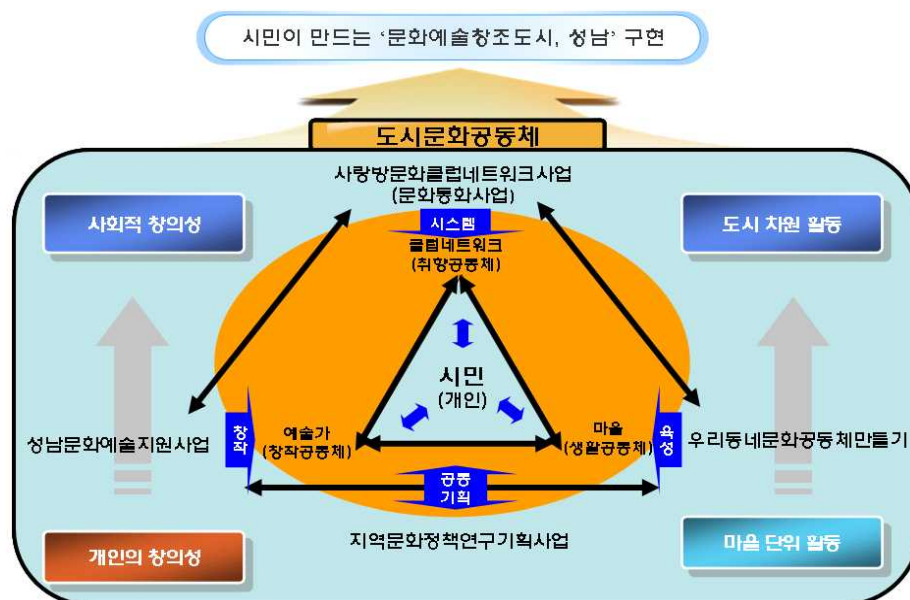 시민이 만드는 ‘문화예술창조도시, 성남’ 구현
도시문화공동체
사랑방문화클럽네트워크사업
(문화통화사업)
사회적 창의성
시스템
도시 차원 활동
클럽네트워크
(취향공동체)
시민
(개인)
창작
예술가
(창작공동체)
마을
(생활공동체)
육성
성남문화예술지원사업
우리동네문화공동체만들기
공동
기획
지역문화정책연구기획사업
개인의 창의성
마을 단위 활동